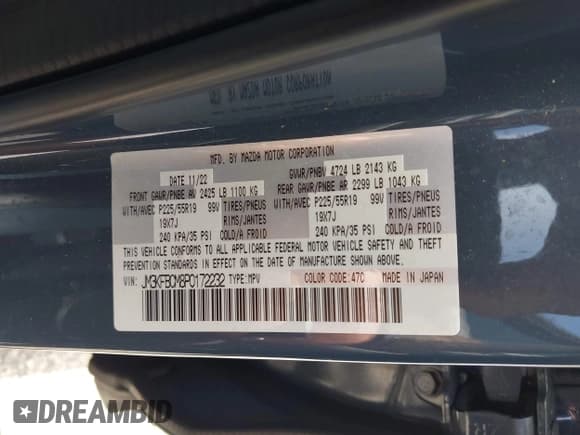 MFD. BY MAZDA MOTOR CORPORATION
DATE 11/22 GVWR/PNBV 4724 LB 2143 KG
FRONT GAWR/PNBE AV 2425 LB 1100 KG REAR GAWR/PNBE AR 2299 LB 1043 KG
WITH/AVEC P225/55R19 99V TIRES/PNEUS WITH/AVEC P225/55R19 99V TIRES/PNEUS
19X7J RIMS/JANTES 19X7J RIMS/JANTES
240 KPA/35 PSI COLD/A FROID 240 KPA/35 PSI COLD/A FROID
THIS VEHICLE CONFORMS TO ALL APPLICABLE FEDERAL MOTOR VEHICLE SAFETY AND THEFT
PREVENTION STANDARDS IN EFFECT ON THE DATE OF MANUFACTURE SHOWN ABOVE.
VIN: JM3KFBCM8P0172232 TYPE: MPV COLOR CODE: 47C MADE IN JAPAN
DREAMBID